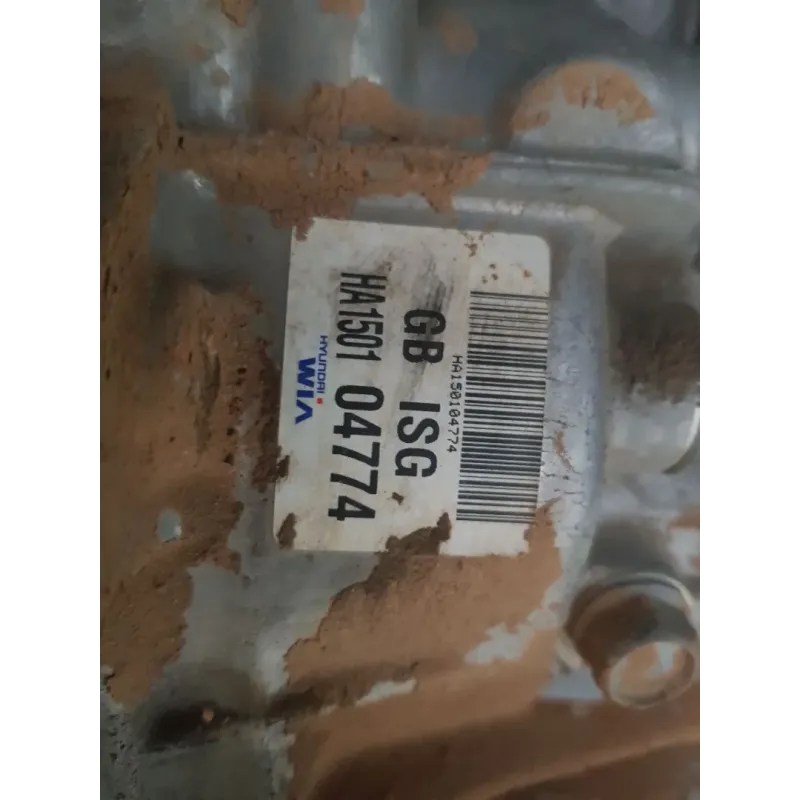 HA150104774
GB ISG
HA1501 04774
HYUNDAI
WIA